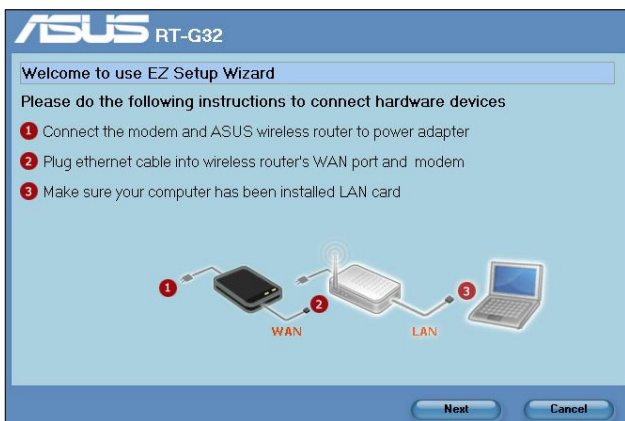 ASUS RT-G32
Welcome to use EZ Setup Wizard
Please do the following instructions to connect hardware devices
1 Connect the modem and ASUS wireless router to power adapter
2 Plug ethernet cable into wireless router's WAN port and modem
3 Make sure your computer has been installed LAN card
1
2
3
WAN
LAN
Next
Cancel